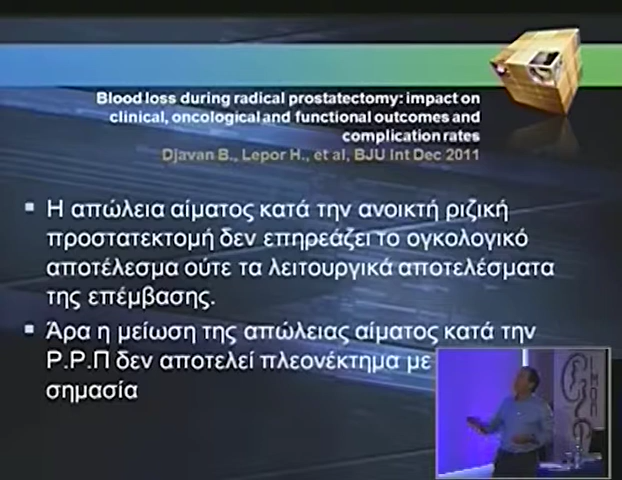 Blood loss during radical prostatectomy: impact on
clinical, oncological and functional outcomes and
complication rates
Djavan B., Lepor H., et al, BJU Int Dec 2011
Η απώλεια αίματος κατά την ανοικτή ριζική
προστατεκτομή δεν επηρεάζει το ογκολογικό
αποτέλεσμα ούτε τα λειτουργικά αποτελέσματα
της επέμβασης.
Άρα η μείωση της απώλειας αίματος κατά την
Ρ.Ρ.Π δεν αποτελεί πλεονέκτημα με
σημασία